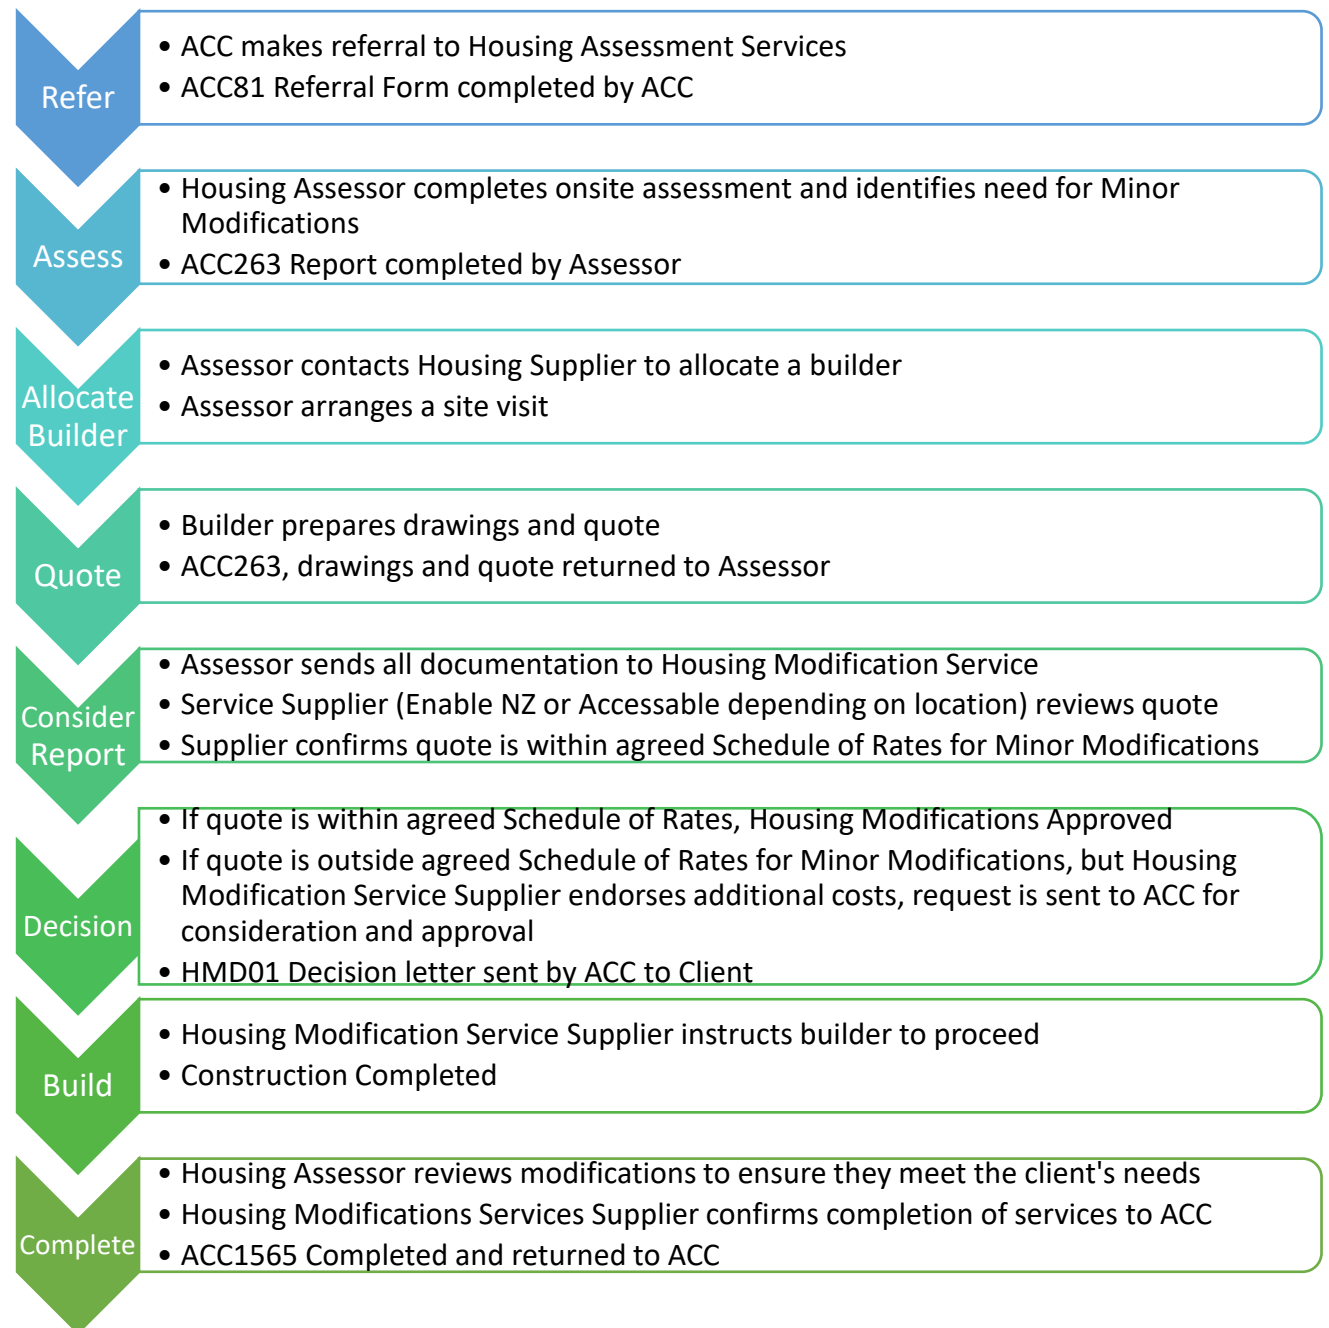 Refer
• ACC makes referral to Housing Assessment Services
• ACC81 Referral Form completed by ACC
Assess
• Housing Assessor completes onsite assessment and identifies need for Minor
Modifications
• ACC263 Report completed by Assessor
Allocate
Builder
• Assessor contacts Housing Supplier to allocate a builder
• Assessor arranges a site visit
Quote
• Builder prepares drawings and quote
• ACC263, drawings and quote returned to Assessor
Consider
Report
• Assessor sends all documentation to Housing Modification Service
• Service Supplier (Enable NZ or Accessable depending on location) reviews quote
• Supplier confirms quote is within agreed Schedule of Rates for Minor Modifications
Decision
• If quote is within agreed Schedule of Rates, Housing Modifications Approved
• If quote is outside agreed Schedule of Rates for Minor Modifications, but Housing
Modification Service Supplier endorses additional costs, request is sent to ACC for
consideration and approval
• HMD01 Decision letter sent by ACC to Client
Build
• Housing Modification Service Supplier instructs builder to proceed
• Construction Completed
Complete
• Housing Assessor reviews modifications to ensure they meet the client's needs
• Housing Modifications Services Supplier confirms completion of services to ACC
• ACC1565 Completed and returned to ACC